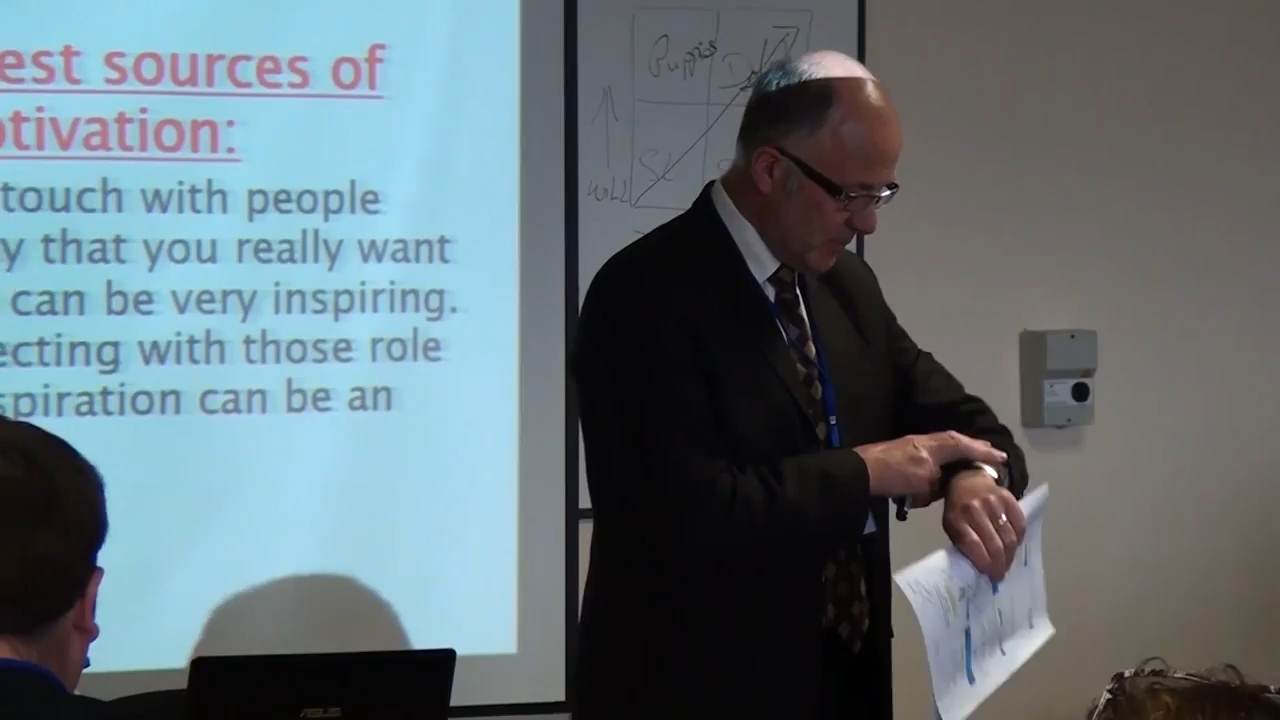 est sources of
otivation:
touch with people
y that you really want
can be very inspiring.
ecting with those role
spiration can be an
ASUS